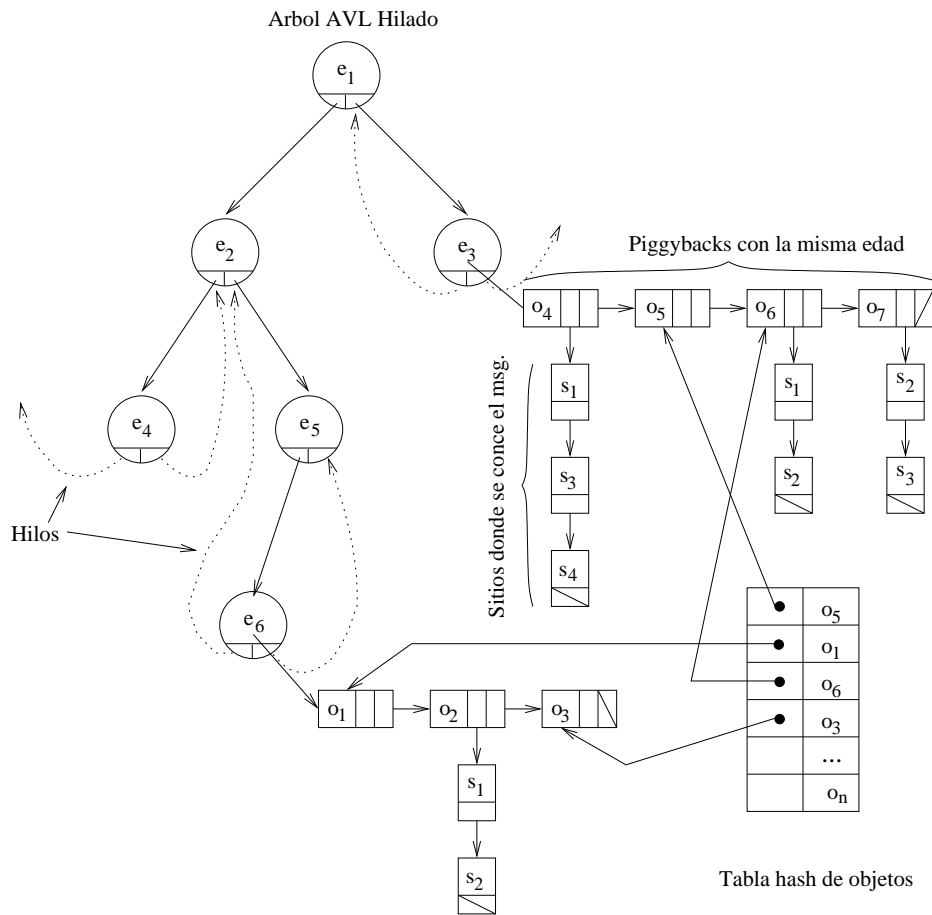 Arbol AVL Hilado
e1
e2
e3
Piggybacks con la misma edad
o4
o5
o6
o7
Sitios donde se conce el msg.
s1
s3
s4
s1
s2
s2
s3
e4
e5
Hilos
e6
o1
o2
o3
s1
s2
o5
o1
o6
o3
...
on
Tabla hash de objetos